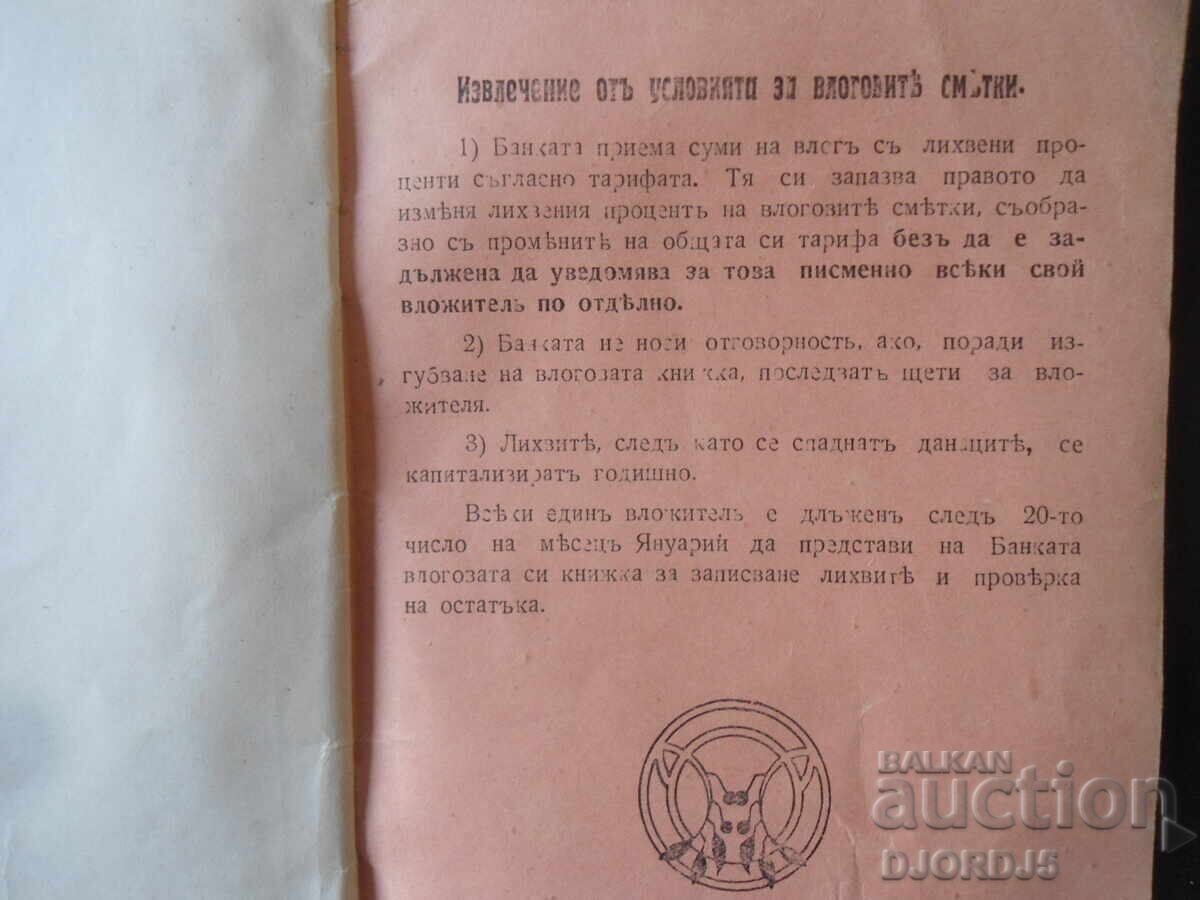 Извлечение отъ условията за влоговитѣ смѣтки.
1) Банката приема суми на влогъ съ лихвени про-
центи съгласно тарифата. Тя си запазва правото да
измѣня лихвения процентъ на влоговитѣ смѣтки, съобра-
зно съ промѣнитѣ на общата си тарифа безъ да е за-
дължена да уведомява за това писменно всѣки свой
вложитель по отдѣлно.
2) Банката не носи отговорность, ако, поради из-
губване на влоговата книжка, последватъ щети за вло-
жителя.
3) Лихвитѣ, следъ като се спаднатъ данъцитѣ, се
капитализиратъ годишно.
Всѣки единъ вложитель е длъженъ следъ 20-то
число на мѣсецъ Януарий да представи на Банката
влоговата си книжка за записване лихвитѣ и провѣрка
на остатъка.
BALKAN
auction
DJORDJ5